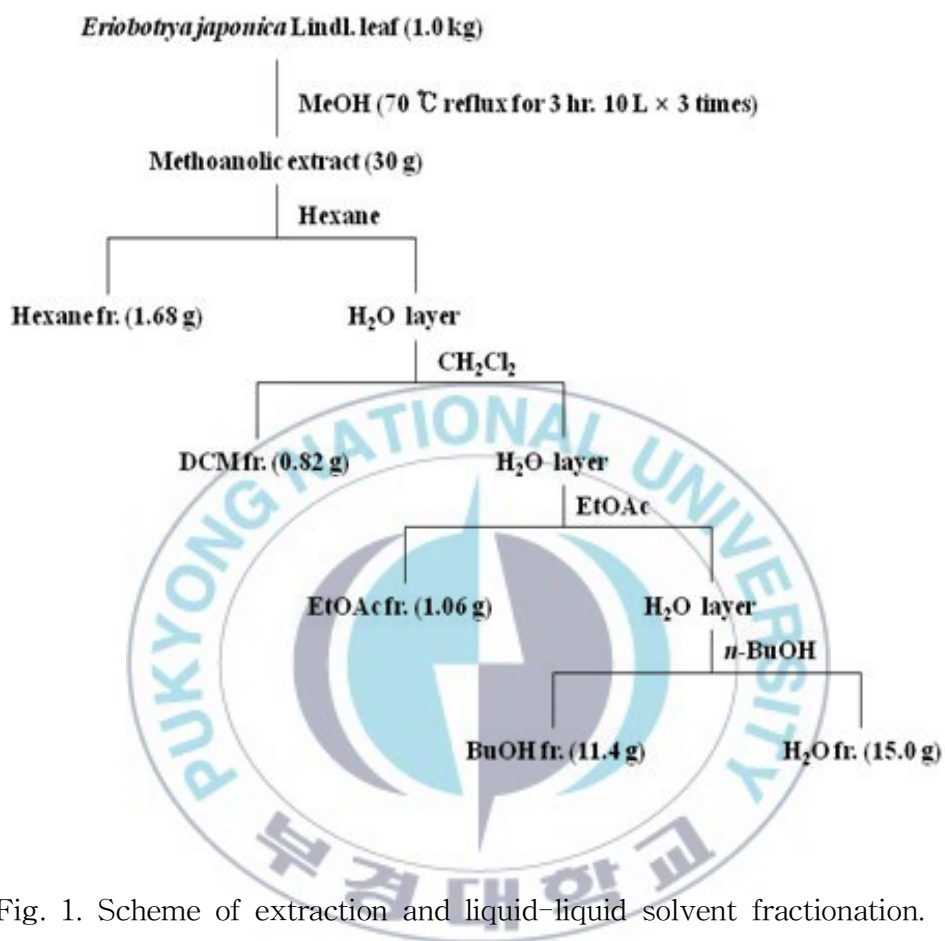 Eriobotrya japonica Lindl. leaf (1.0 kg)
MeOH (70 ℃ reflux for 3 hr. 10 L × 3 times)
Methoanolic extract (30 g)
Hexane
Hexane fr. (1.68 g) H₂O layer
CH₂Cl₂
DCM fr. (0.82 g) H₂O layer
EtOAc
EtOAc fr. (1.06 g) H₂O layer
n-BuOH
BuOH fr. (11.4 g) H₂O fr. (15.0 g)
PUKYONG NATIONAL UNIVERSITY
부경대학교
Fig. 1. Scheme of extraction and liquid-liquid solvent fractionation.